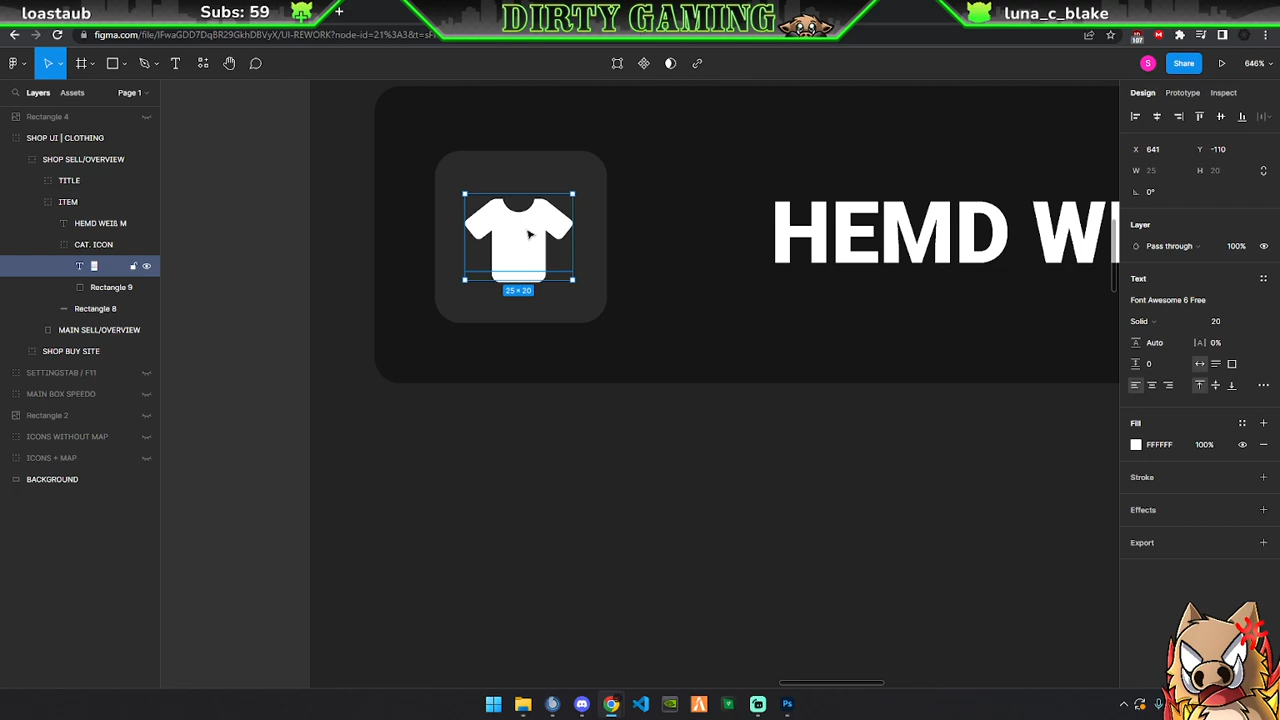 loastaub
Subs: 59
DIRTY GAMING
luna_c_blake
figma.com/file/IFwaGDD7DqBR29GkhDBVyX/UI-REWORK?node-id=21%3A3&t=sF
107
Share
646%
Layers
Assets
Page 1
Rectangle 4
SHOP UI | CLOTHING
SHOP SELL/OVERVIEW
TITLE
ITEM
HEMD WEIß M
CAT. ICON
Rectangle 9
Rectangle 8
MAIN SELL/OVERVIEW
SHOP BUY SITE
SETTINGSTAB / F11
MAIN BOX SPEEDO
Rectangle 2
ICONS WITHOUT MAP
ICONS + MAP
BACKGROUND
HEMD WE
25 × 20
S
Design
Prototype
Inspect
X 641
Y -110
W 25
H 20
0°
Layer
Pass through
100%
Text
Font Awesome 6 Free
Solid
20
Auto
|A| 0%
0
Fill
FFFFFF
100%
Stroke
Effects
Export
Ps